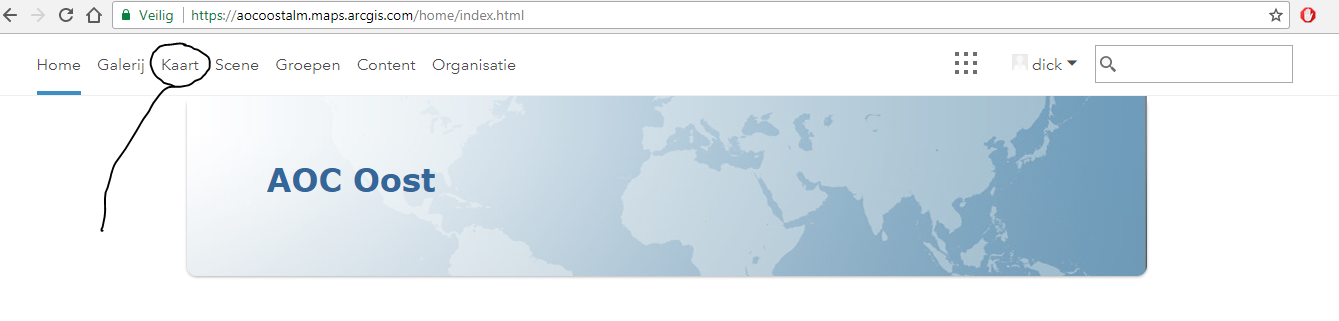 Veilig https://aocoostalm.maps.arcgis.com/home/index.html
Home Galerij Kaart Scene Groepen Content Organisatie dick
AOC Oost